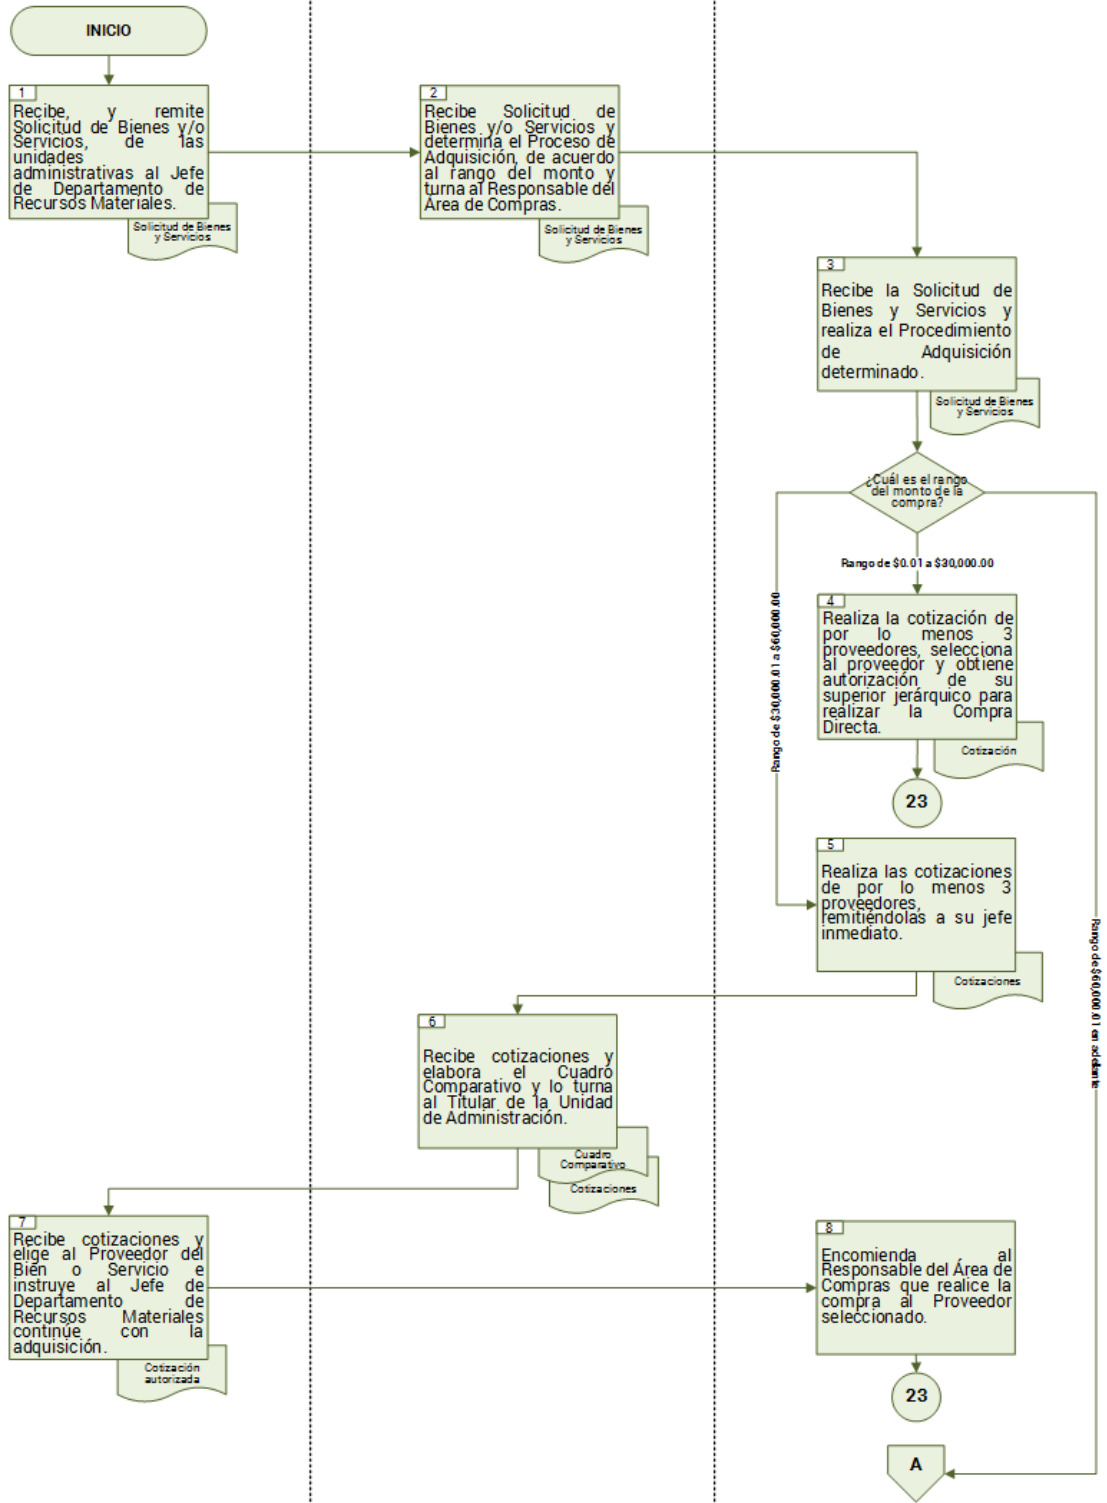 INICIO
1
Recibe, y remite
Solicitud de Bienes y/o
Servicios, de las
unidades
administrativas al Jefe
de Departamento de
Recursos Materiales.
Solicitud de Bienes
y Servicios
2
Recibe Solicitud de
Bienes y/o Servicios y
determina el Proceso de
Adquisición, de acuerdo
al rango del monto y
turna al Responsable del
Área de Compras.
Solicitud de Bienes
y Servicios
3
Recibe la Solicitud de
Bienes y Servicios y
realiza el Procedimiento
de Adquisición
determinado.
Solicitud de Bienes
y Servicios
¿Cuál es el rango
del monto de la
compra?
Rango de $0.01 a $30,000.00
Rango de $30,000.01 a $60,000.00
Rango de $60,000.01 en adelante
4
Realiza la cotización de
por lo menos 3
proveedores, selecciona
al proveedor y obtiene
autorización de su
superior jerárquico para
realizar la Compra
Directa.
Cotización
23
5
Realiza las cotizaciones
de por lo menos 3
proveedores,
remitiéndolas a su jefe
inmediato.
Cotizaciones
6
Recibe cotizaciones y
elabora el Cuadro
Comparativo y lo turna
al Titular de la Unidad
de Administración.
Cuadro
Comparativo
Cotizaciones
7
Recibe cotizaciones y
elige al Proveedor del
Bien o Servicio e
instruye al Jefe de
Departamento de
Recursos Materiales
continúe con la
adquisición.
Cotización
autorizada
8
Encomienda al
Responsable del Área de
Compras que realice la
compra al Proveedor
seleccionado.
23
A